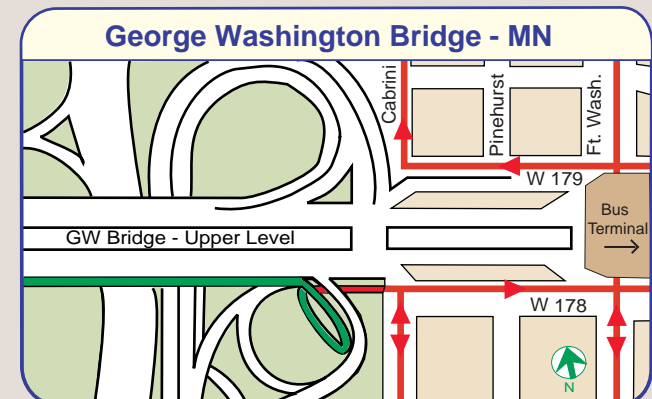 George Washington Bridge - MN
Cabrini
Pinehurst
Ft. Wash.
W 179
Bus
Terminal
GW Bridge - Upper Level
W 178
N